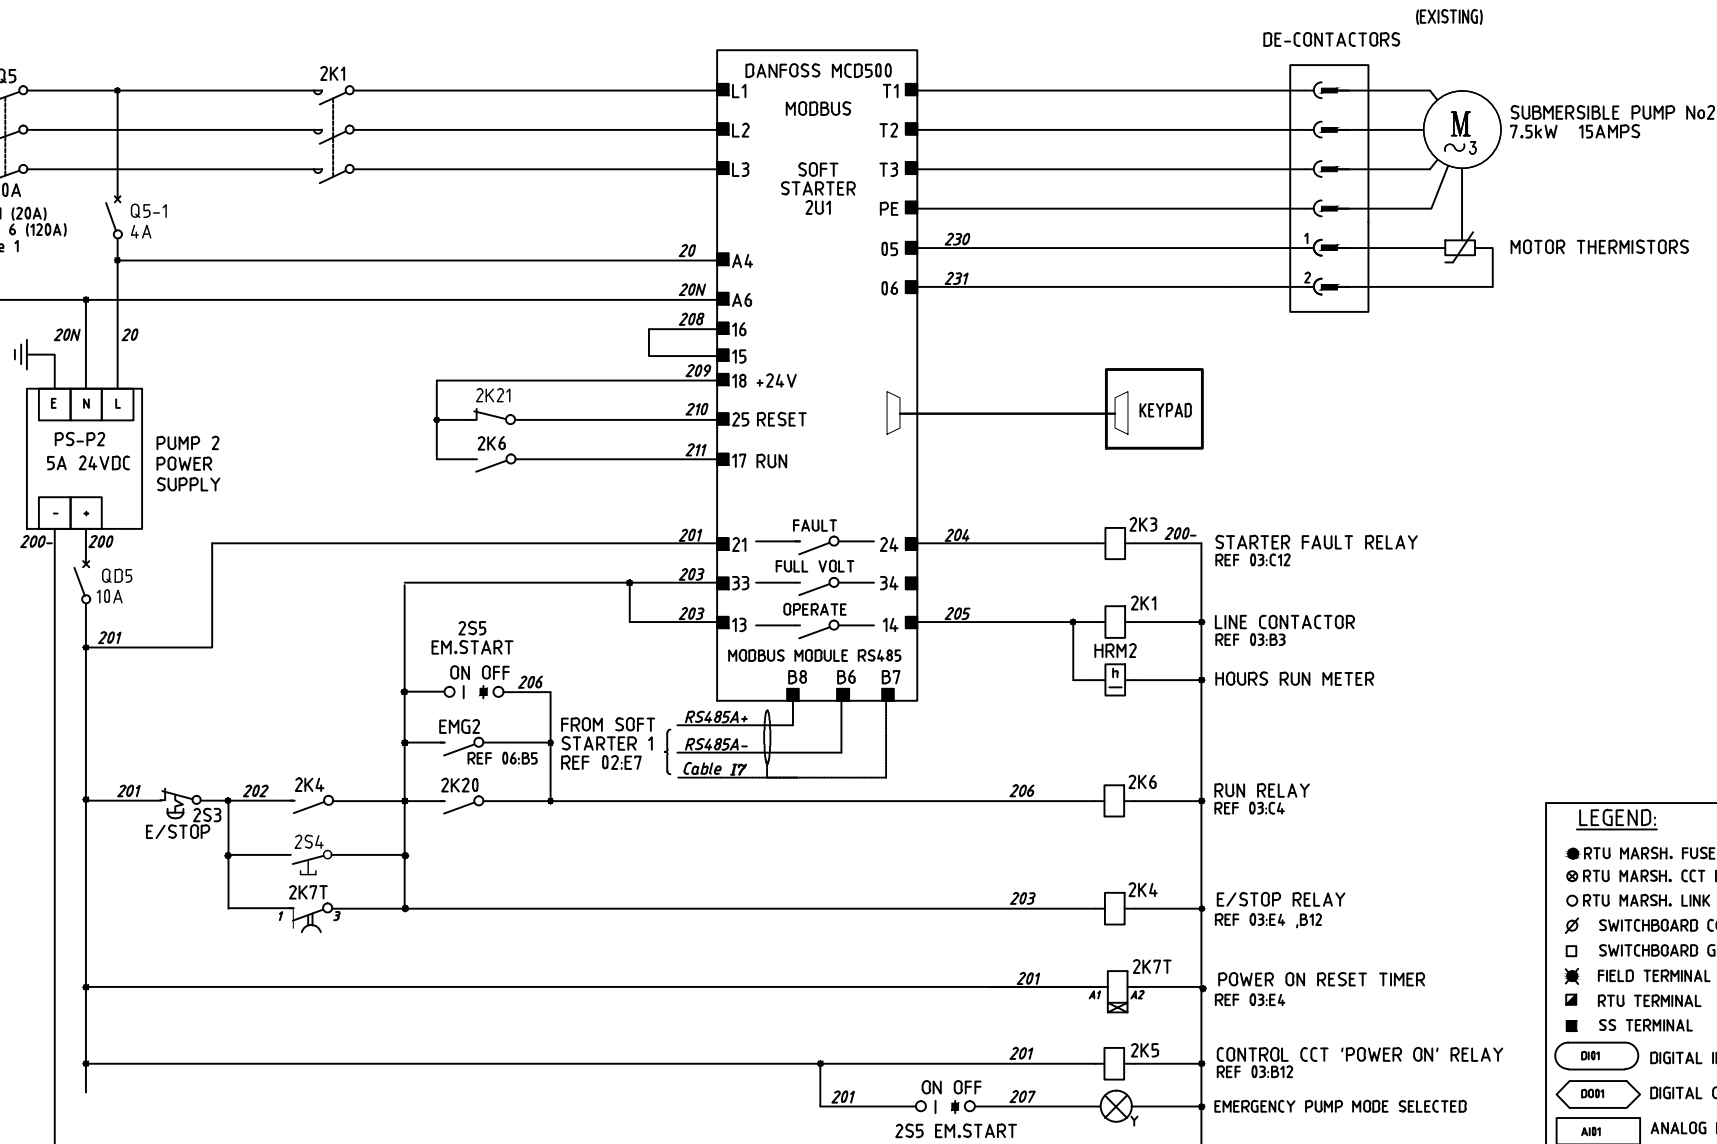 (EXISTING)
DE-CONTACTORS
Q5
2K1
DANFOSS MCD500
MODBUS
SOFT
STARTER
2U1
L1
L2
L3
T1
T2
T3
PE
05
06
M
3
SUBMERSIBLE PUMP No2
7.5kW 15AMPS
0A
(20A)
6 (120A)
e 1
Q5-1
4A
20
A4
20N
A6
208
16
15
209
18 +24V
2K21
210
25 RESET
2K6
211
17 RUN
230
1
231
2
MOTOR THERMISTORS
KEYPAD
20N
20
E N L
PS-P2
5A 24VDC
PUMP 2
POWER
SUPPLY
- +
200-
200
QD5
10A
201
201
21
FAULT
24
204
2K3
200-
STARTER FAULT RELAY
REF 03:C12
203
33
FULL VOLT
34
203
13
OPERATE
14
205
2K1
LINE CONTACTOR
REF 03:B3
HRM2
h
HOURS RUN METER
MODBUS MODULE RS485
B8 B6 B7
2S5
EM.START
ON OFF
206
EMG2
REF 06:B5
FROM SOFT
STARTER 1
REF 02:E7
RS485A+
RS485A-
Cable I7
201
2S3
E/STOP
202
2K4
2K20
206
2K6
RUN RELAY
REF 03:C4
2S4
2K7T
1
3
203
2K4
E/STOP RELAY
REF 03:E4 ,B12
201
2K7T
A1
A2
POWER ON RESET TIMER
REF 03:E4
201
2K5
CONTROL CCT 'POWER ON' RELAY
REF 03:B12
201
ON OFF
2S5 EM.START
207
Y
EMERGENCY PUMP MODE SELECTED
LEGEND:
RTU MARSH. FUSE
RTU MARSH. CCT
RTU MARSH. LINK
SWITCHBOARD
SWITCHBOARD
FIELD TERMINAL
RTU TERMINAL
SS TERMINAL
DI01
DIGITAL
DO01
DIGITAL
AI01
ANALOG